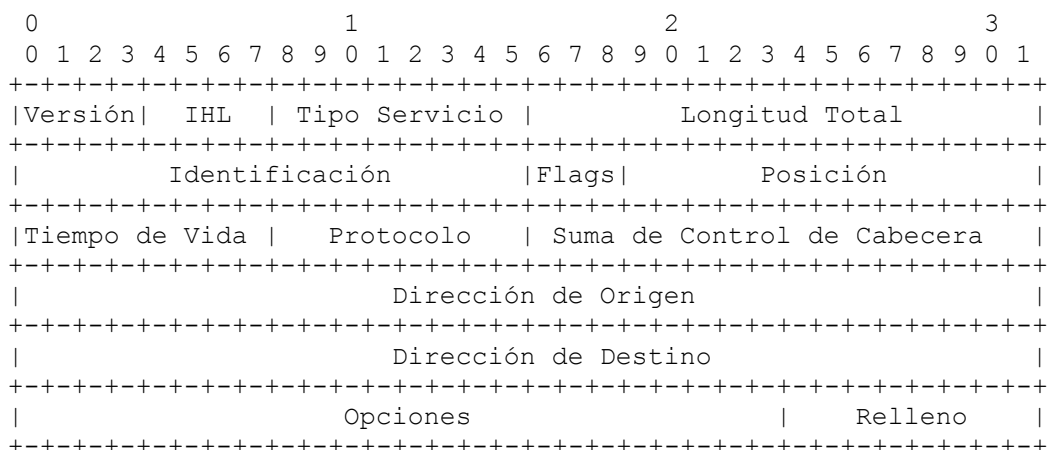 0                   1                   2                   3
 0 1 2 3 4 5 6 7 8 9 0 1 2 3 4 5 6 7 8 9 0 1 2 3 4 5 6 7 8 9 0 1
+-+-+-+-+-+-+-+-+-+-+-+-+-+-+-+-+-+-+-+-+-+-+-+-+-+-+-+-+-+-+-+-+
|Versión|  IHL  | Tipo Servicio |         Longitud Total        |
+-+-+-+-+-+-+-+-+-+-+-+-+-+-+-+-+-+-+-+-+-+-+-+-+-+-+-+-+-+-+-+-+
|         Identificación        |Flags|        Posición         |
+-+-+-+-+-+-+-+-+-+-+-+-+-+-+-+-+-+-+-+-+-+-+-+-+-+-+-+-+-+-+-+-+
|Tiempo de Vida |   Protocolo   | Suma de Control de Cabecera   |
+-+-+-+-+-+-+-+-+-+-+-+-+-+-+-+-+-+-+-+-+-+-+-+-+-+-+-+-+-+-+-+-+
|                       Dirección de Origen                     |
+-+-+-+-+-+-+-+-+-+-+-+-+-+-+-+-+-+-+-+-+-+-+-+-+-+-+-+-+-+-+-+-+
|                       Dirección de Destino                    |
+-+-+-+-+-+-+-+-+-+-+-+-+-+-+-+-+-+-+-+-+-+-+-+-+-+-+-+-+-+-+-+-+
|                    Opciones                   |    Relleno    |
+-+-+-+-+-+-+-+-+-+-+-+-+-+-+-+-+-+-+-+-+-+-+-+-+-+-+-+-+-+-+-+-+